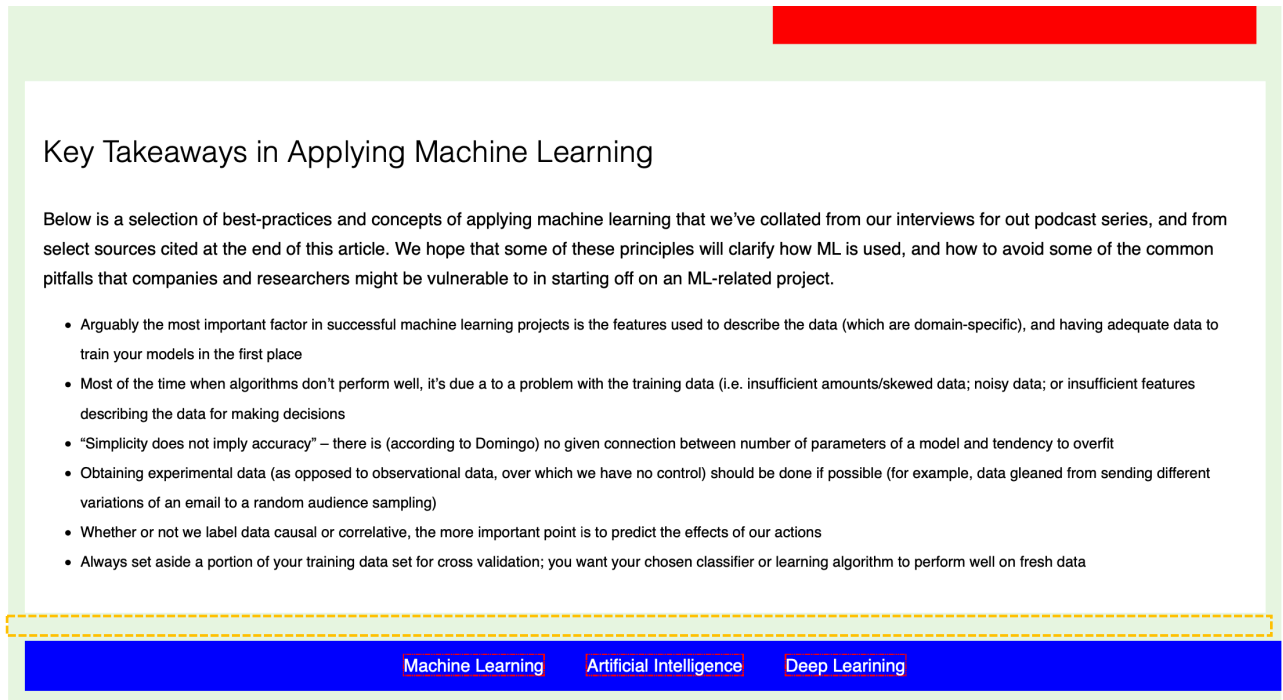 Key Takeaways in Applying Machine Learning
Below is a selection of best-practices and concepts of applying machine learning that we’ve collated from our interviews for out podcast series, and from
select sources cited at the end of this article. We hope that some of these principles will clarify how ML is used, and how to avoid some of the common
pitfalls that companies and researchers might be vulnerable to in starting off on an ML-related project.
• Arguably the most important factor in successful machine learning projects is the features used to describe the data (which are domain-specific), and having adequate data to
train your models in the first place
• Most of the time when algorithms don’t perform well, it’s due a to a problem with the training data (i.e. insufficient amounts/skewed data; noisy data; or insufficient features
describing the data for making decisions
• “Simplicity does not imply accuracy” – there is (according to Domingo) no given connection between number of parameters of a model and tendency to overfit
• Obtaining experimental data (as opposed to observational data, over which we have no control) should be done if possible (for example, data gleaned from sending different
variations of an email to a random audience sampling)
• Whether or not we label data causal or correlative, the more important point is to predict the effects of our actions
• Always set aside a portion of your training data set for cross validation; you want your chosen classifier or learning algorithm to perform well on fresh data
Machine Learning Artificial Intelligence Deep Learining